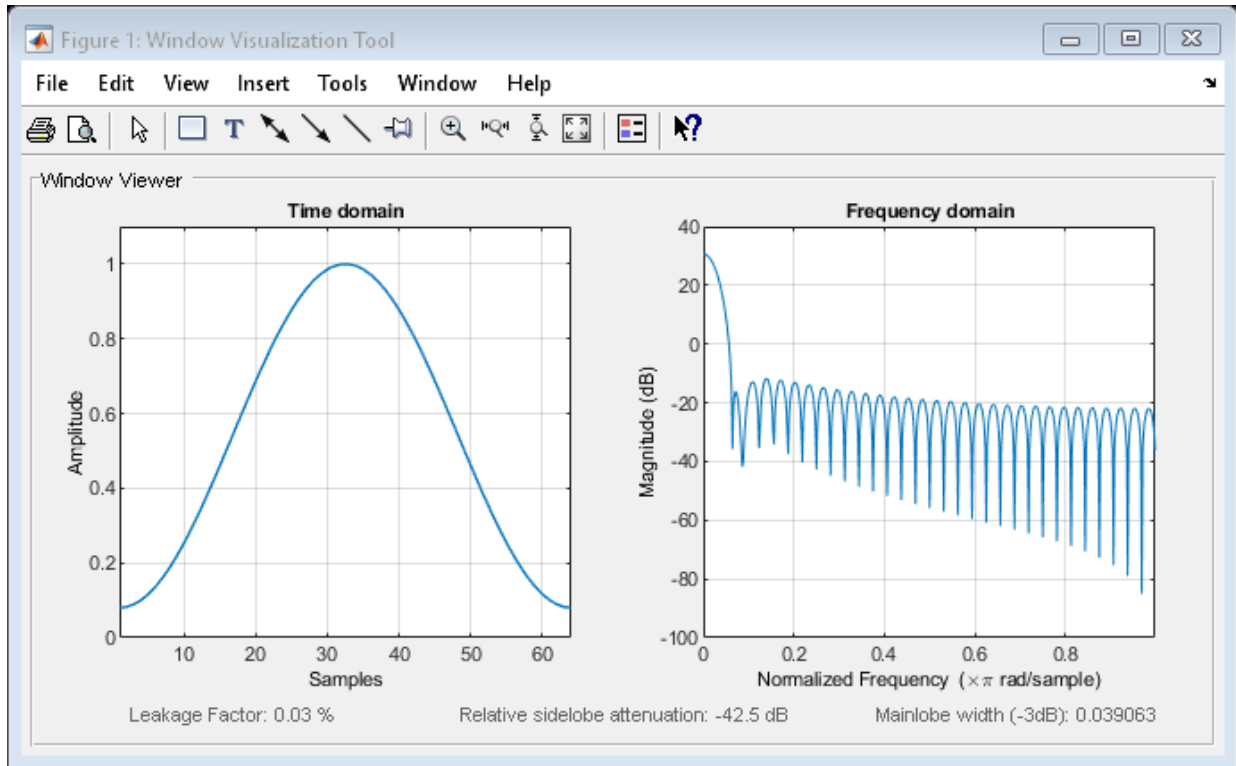 Figure 1: Window Visualization Tool
File Edit View Insert Tools Window Help
T ?
Window Viewer
Time domain
1
0.8
0.6
0.4
0.2
0
Amplitude
10 20 30 40 50 60
Samples
Frequency domain
40
20
0
-20
-40
-60
-80
-100
Magnitude (dB)
0 0.2 0.4 0.6 0.8
Normalized Frequency (×π rad/sample)
Leakage Factor: 0.03 % Relative sidelobe attenuation: -42.5 dB Mainlobe width (-3dB): 0.039063